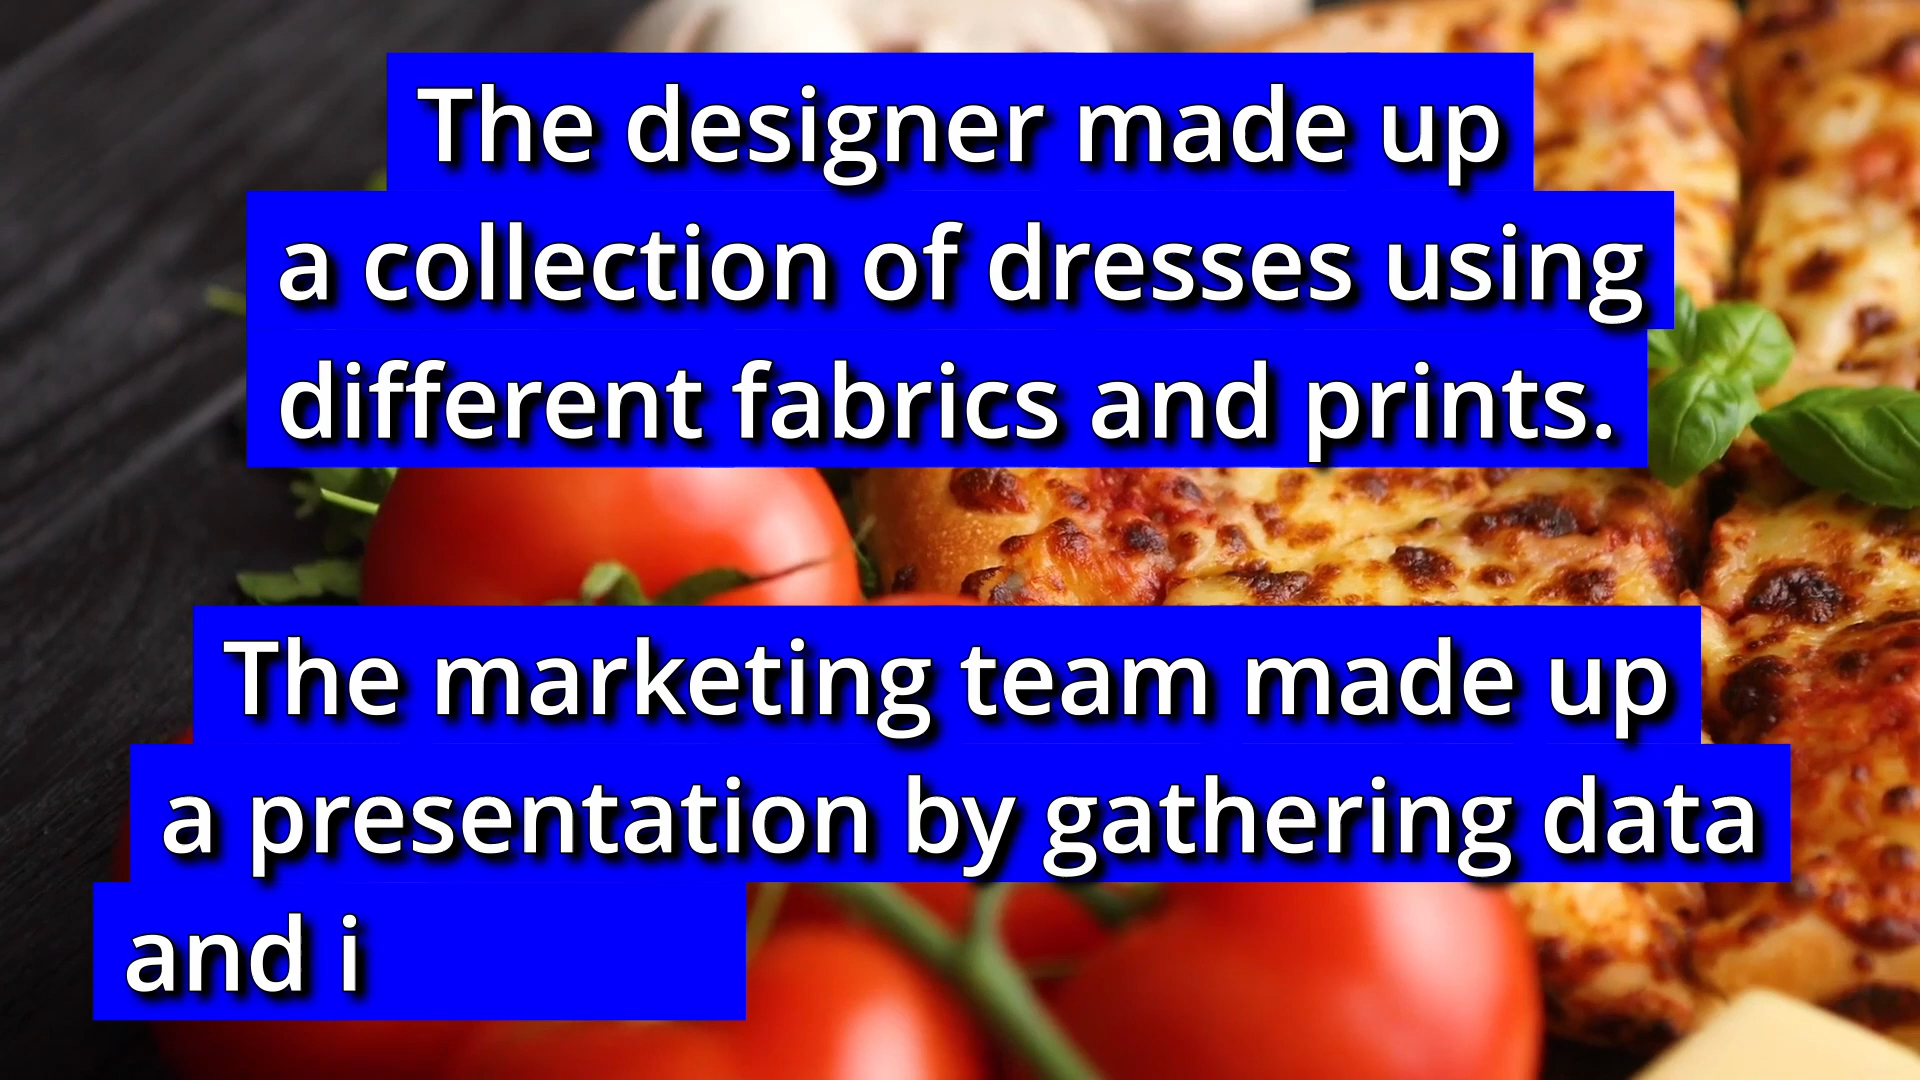 The designer made up
a collection of dresses using
different fabrics and prints.
The marketing team made up
a presentation by gathering data
and i